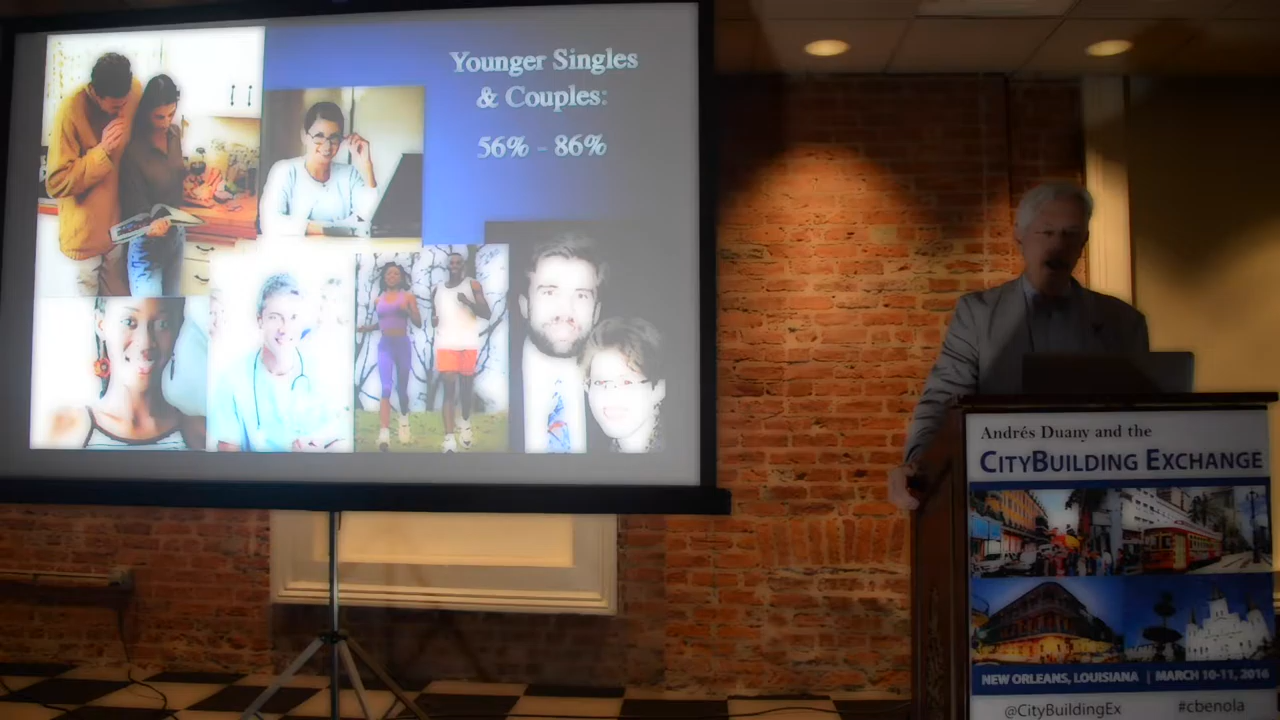 Younger Singles
& Couples:
56% - 86%
Andrés Duany and the
CITYBUILDING EXCHANGE
NEW ORLEANS, LOUISIANA | MARCH 10-11, 2016
@CityBuildingEx #cbenola